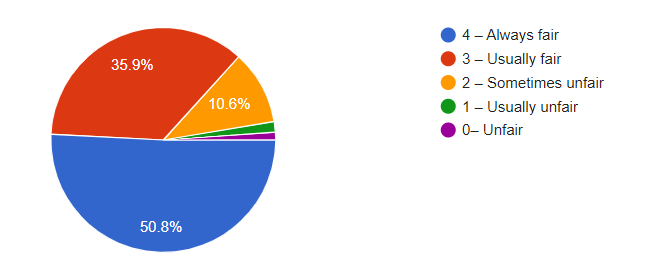 4 – Always fair
3 – Usually fair
2 – Sometimes unfair
1 – Usually unfair
0– Unfair
35.9%
10.6%
50.8%